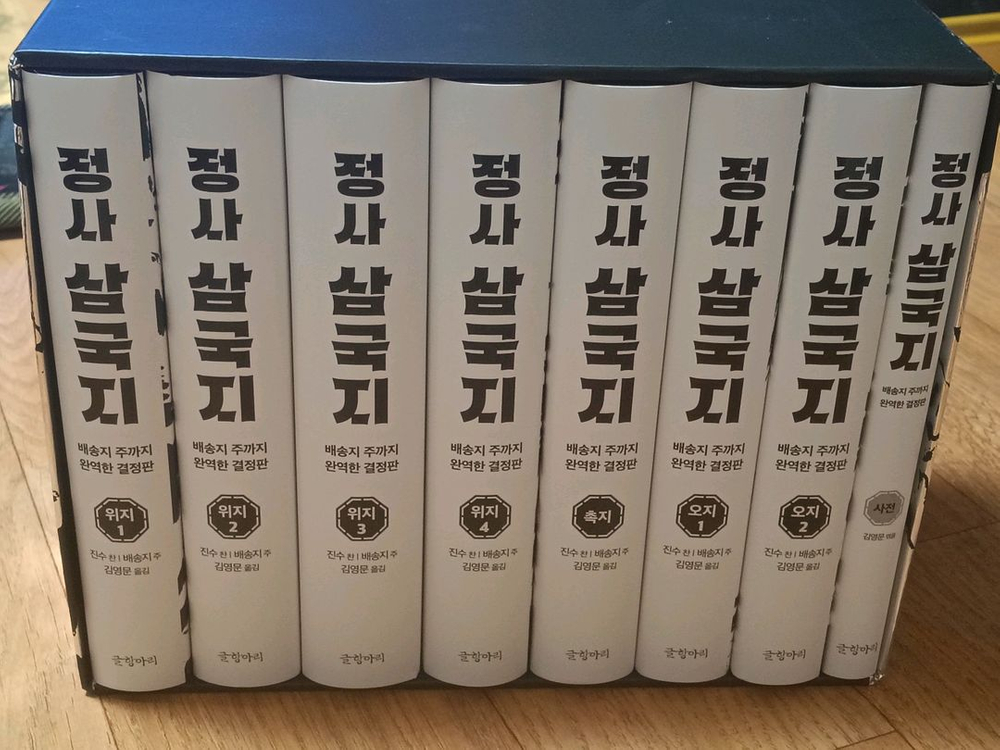 정사 삼국지
배송지 주까지
완역한 결정판
위지
1
진수 찬 | 배송지 주
김영문 옮김
글항아리
정사 삼국지
배송지 주까지
완역한 결정판
위지
2
진수 찬 | 배송지 주
김영문 옮김
글항아리
정사 삼국지
배송지 주까지
완역한 결정판
위지
3
진수 찬 | 배송지 주
김영문 옮김
글항아리
정사 삼국지
배송지 주까지
완역한 결정판
위지
4
진수 찬 | 배송지 주
김영문 옮김
글항아리
정사 삼국지
배송지 주까지
완역한 결정판
촉지
진수 찬 | 배송지 주
김영문 옮김
글항아리
정사 삼국지
배송지 주까지
완역한 결정판
오지
1
진수 찬 | 배송지 주
김영문 옮김
글항아리
정사 삼국지
배송지 주까지
완역한 결정판
오지
2
진수 찬 | 배송지 주
김영문 옮김
글항아리
정사 삼국지
배송지 주까지
완역한 결정판
사전
김영문 엮음
글항아리